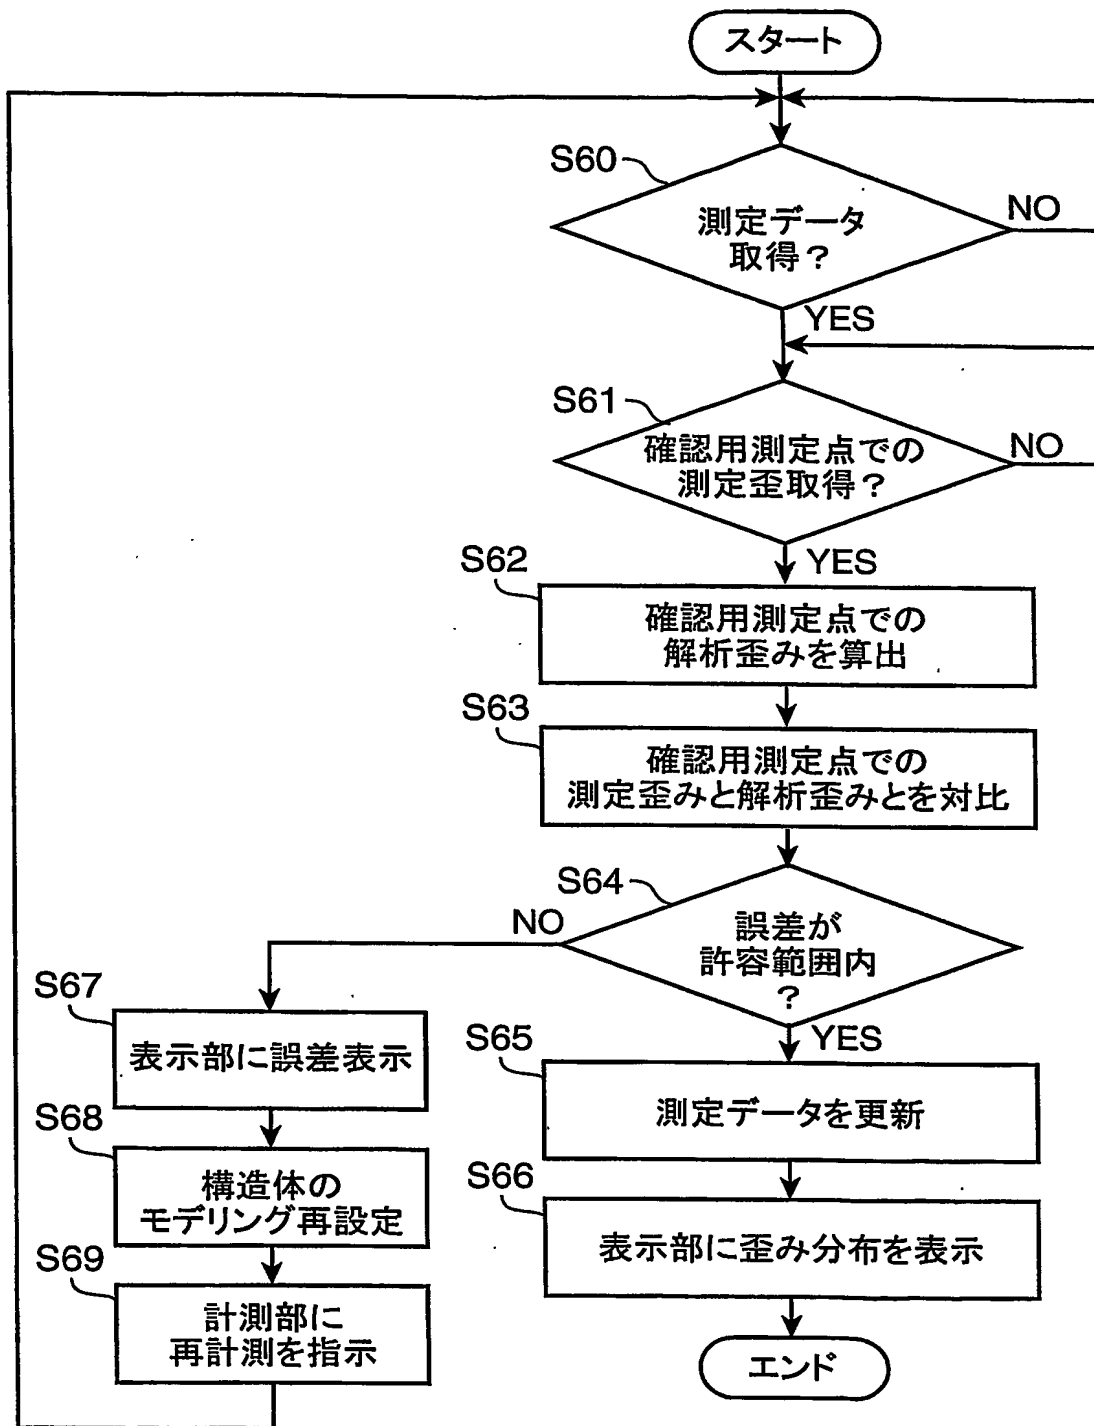 スタート
S60
測定データ
取得？
NO
YES
S61
確認用測定点での
測定歪取得？
NO
YES
S62
確認用測定点での
解析歪みを算出
S63
確認用測定点での
測定歪みと解析歪みとを対比
S64
誤差が
許容範囲内
？
NO
YES
S67
表示部に誤差表示
S68
構造体の
モデリング再設定
S69
計測部に
再計測を指示
S65
測定データを更新
S66
表示部に歪み分布を表示
エンド